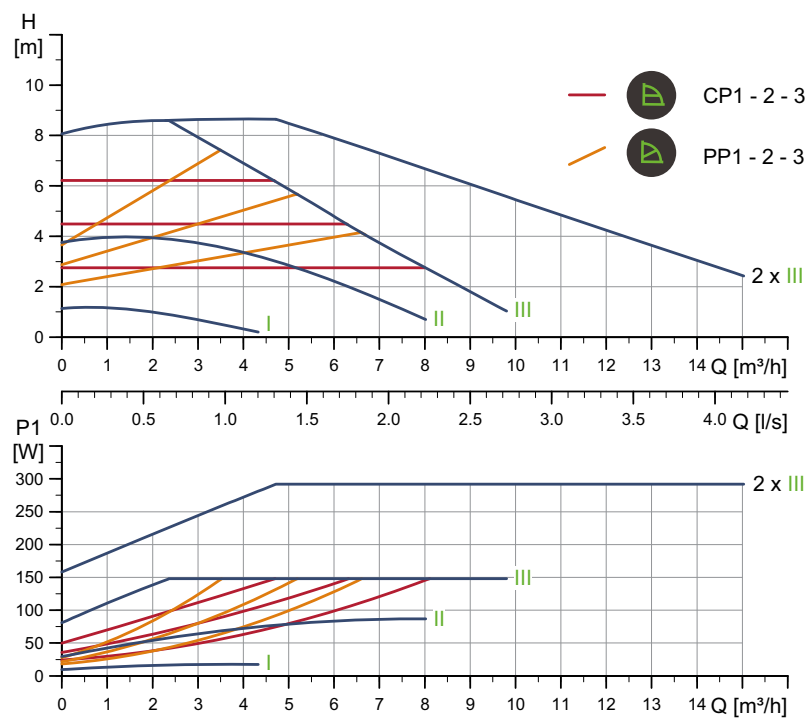 H
[m]
10
8
6
4
2
0
CP1 - 2 - 3
PP1 - 2 - 3
2 x III
III
II
I
0 1 2 3 4 5 6 7 8 9 10 11 12 13 14 Q [m³/h]
0.0 0.5 1.0 1.5 2.0 2.5 3.0 3.5 4.0 Q [l/s]
P1
[W]
300
250
200
150
100
50
0
2 x III
III
II
I
0 1 2 3 4 5 6 7 8 9 10 11 12 13 14 Q [m³/h]